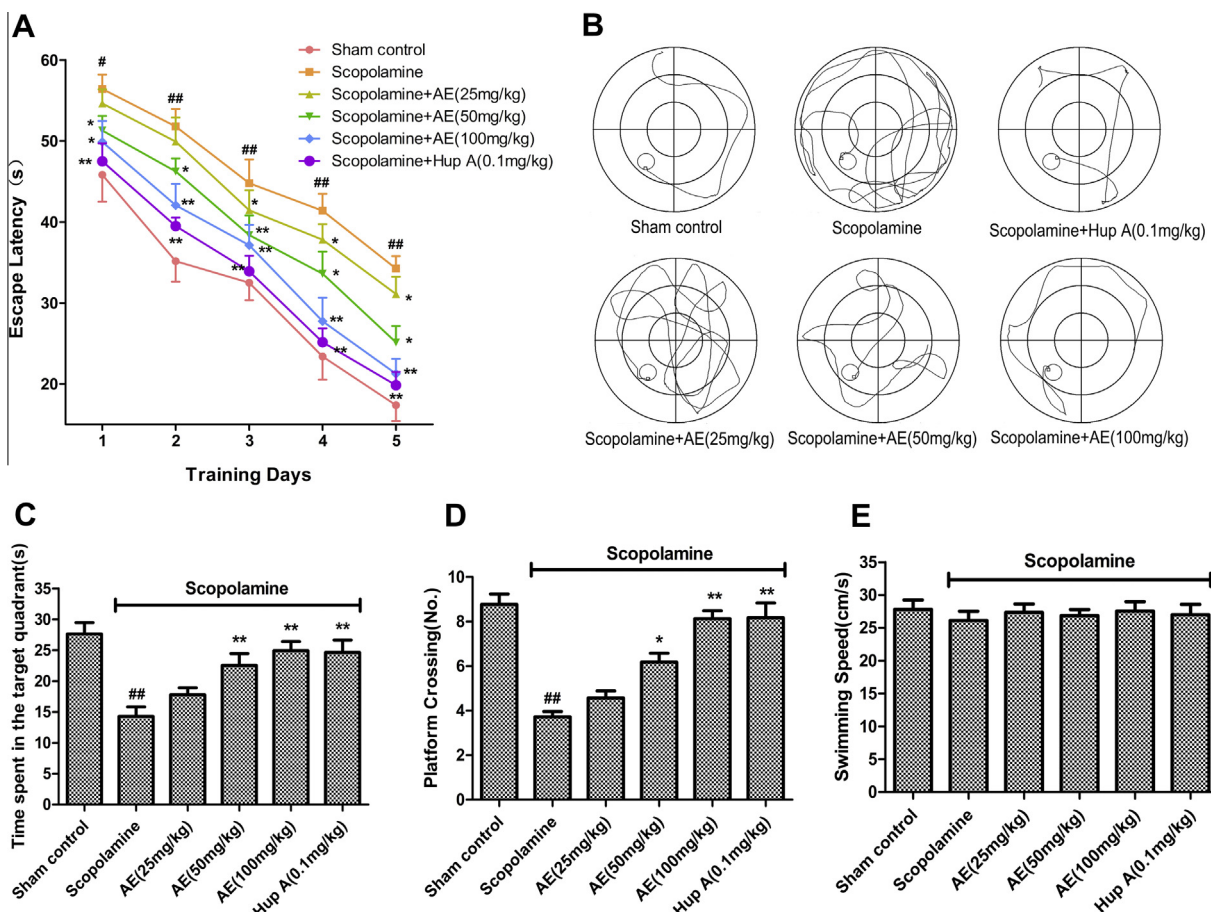 A
Escape Latency (s)
60
50
40
30
20
1 2 3 4 5
Training Days
Sham control
Scopolamine
Scopolamine+AE(25mg/kg)
Scopolamine+AE(50mg/kg)
Scopolamine+AE(100mg/kg)
Scopolamine+Hup A(0.1mg/kg)
# ## ## ## ##
* * ** * ** **
* ** ** **
* * ** **
* * ** **
B
Sham control
Scopolamine
Scopolamine+Hup A(0.1mg/kg)
Scopolamine+AE(25mg/kg)
Scopolamine+AE(50mg/kg)
Scopolamine+AE(100mg/kg)
C
Time spent in the target quadrant(s)
35
30
25
20
15
10
5
0
Scopolamine
## ** ** **
Sham control
Scopolamine
AE(25mg/kg)
AE(50mg/kg)
AE(100mg/kg)
Hup A(0.1mg/kg)
D
Platform Crossing(No.)
10
8
6
4
2
0
Scopolamine
## * ** **
Sham control
Scopolamine
AE(25mg/kg)
AE(50mg/kg)
AE(100mg/kg)
Hup A(0.1mg/kg)
E
Swimming Speed(cm/s)
35
30
25
20
15
10
5
0
Scopolamine
Sham control
Scopolamine
AE(25mg/kg)
AE(50mg/kg)
AE(100mg/kg)
Hup A(0.1mg/kg)